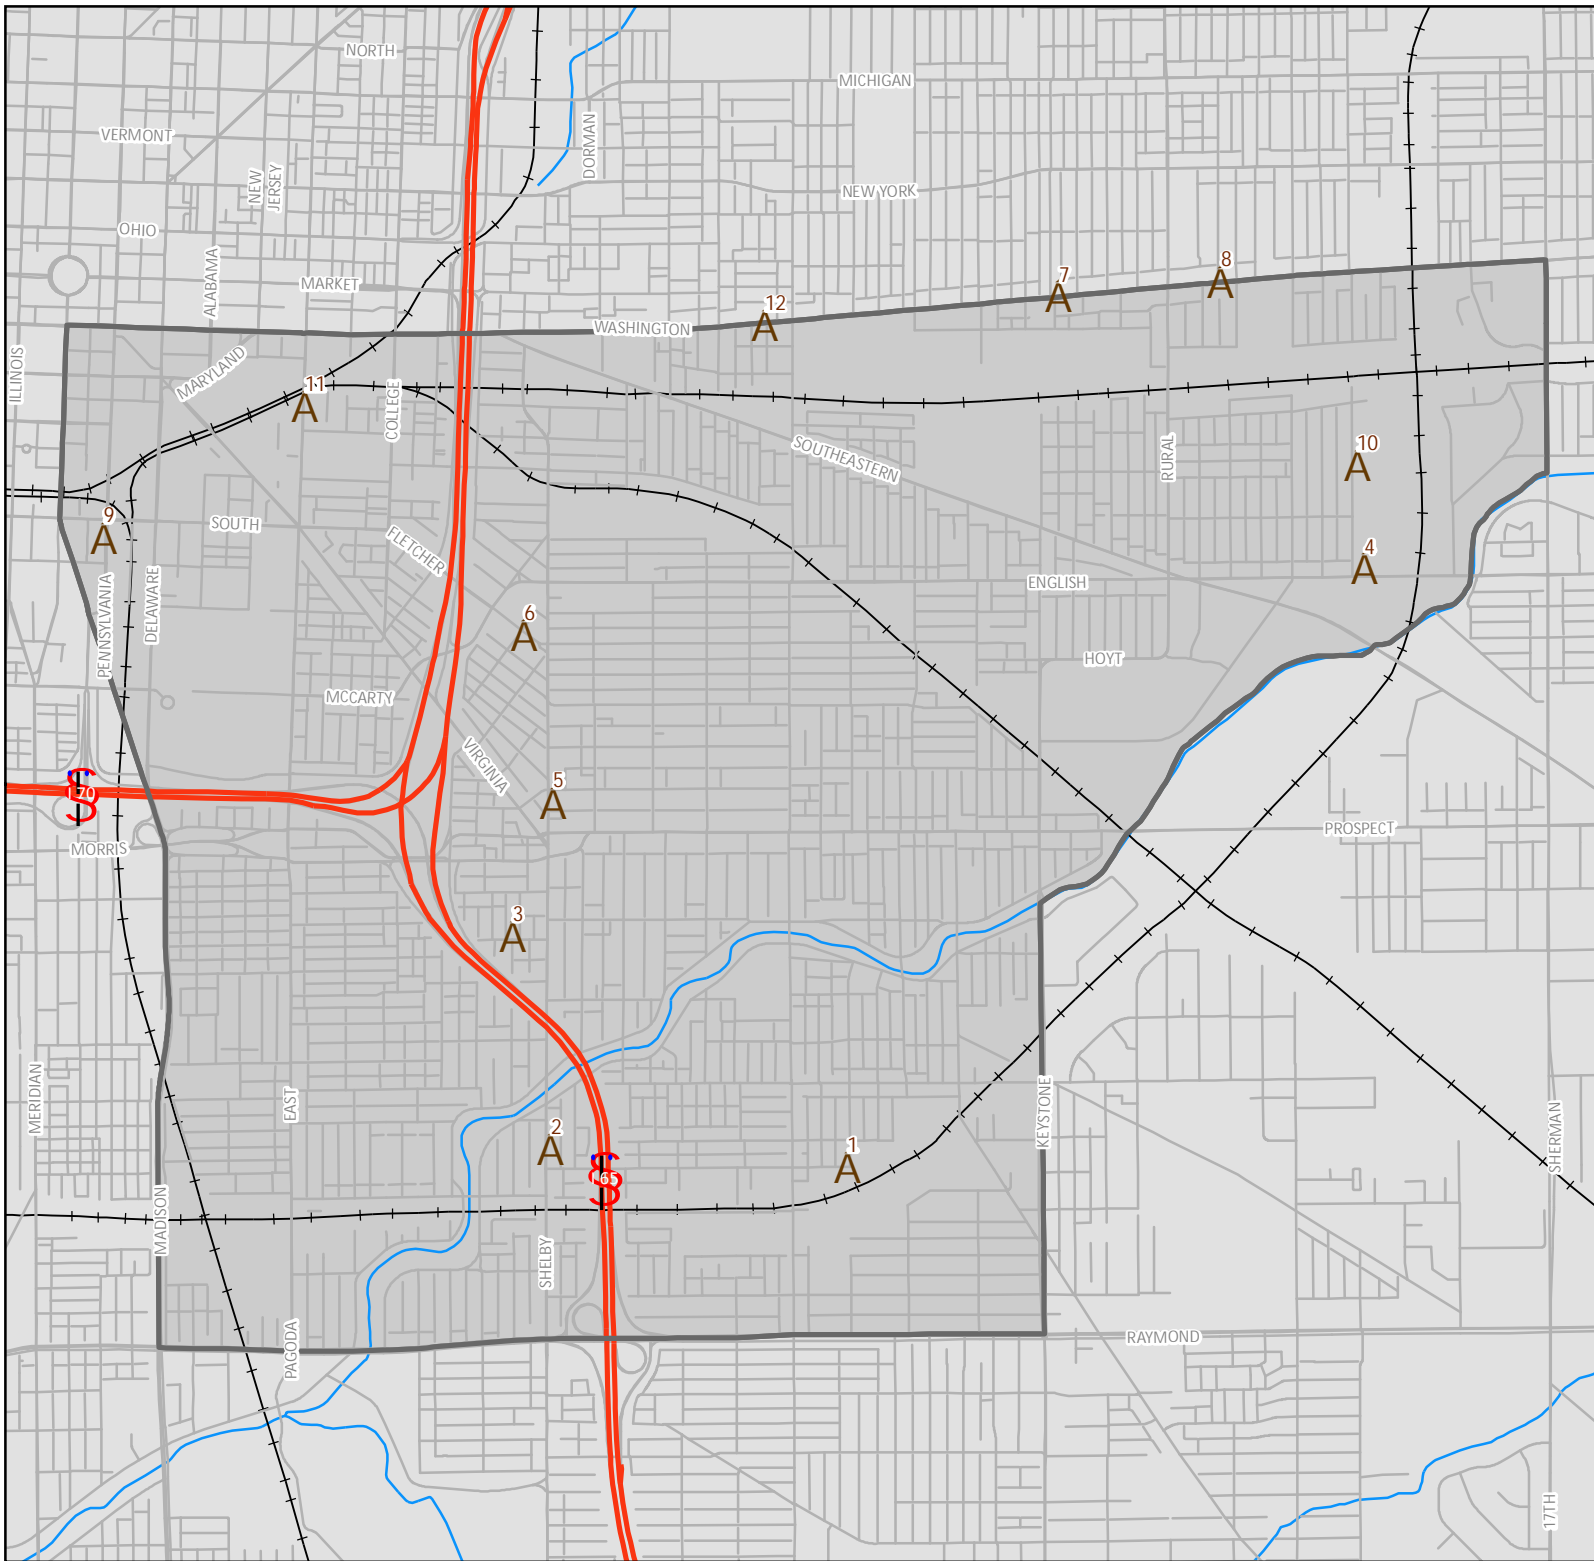 NORTH
MICHIGAN
VERMONT
DORMAN
NEW
JERSEY
NEW YORK
OHIO
ALABAMA
MARKET
7
A
8
A
12
A
WASHINGTON
ILLINOIS
MARYLAND
11
A
COLLEGE
SOUTHEASTERN
RURAL
10
A
9
A
SOUTH
FLETCHER
4
A
ENGLISH
PENNSYLVANIA
DELAWARE
6
A
HOYT
MCCARTY
VIRGINIA
70
5
A
MORRIS
PROSPECT
3
A
MERIDIAN
EAST
KEYSTONE
SHERMAN
2
A
1
A
65
MADISON
SHELBY
PAGODA
RAYMOND
17TH